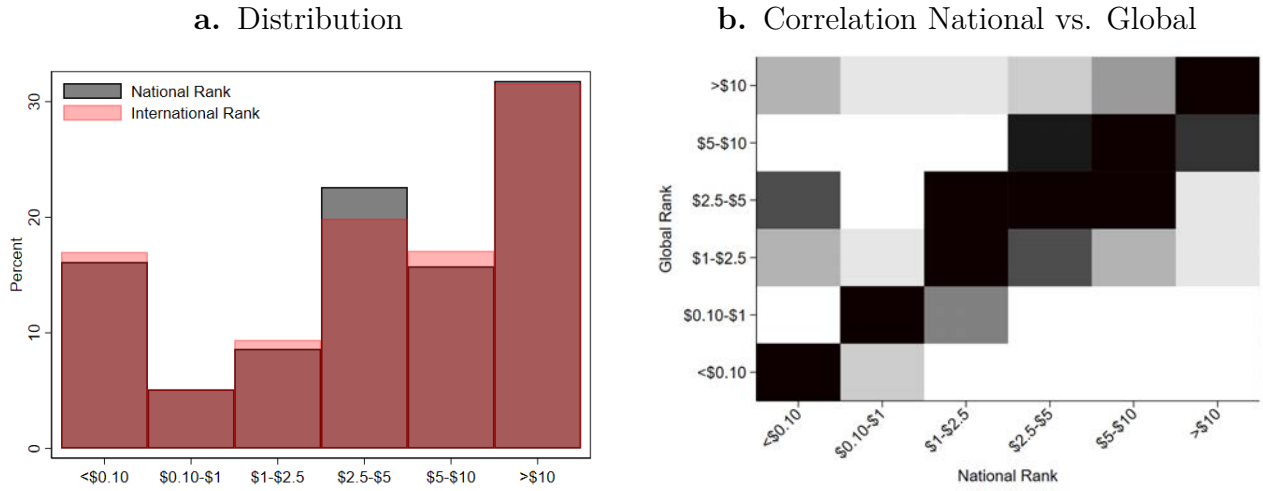 a. Distribution
National Rank
International Rank
Percent
30
20
10
0
<$0.10 $0.10-$1 $1-$2.5 $2.5-$5 $5-$10 >$10
b. Correlation National vs. Global
Global Rank
>$10
$5-$10
$2.5-$5
$1-$2.5
$0.10-$1
<$0.10
<$0.10 $0.10-$1 $1-$2.5 $2.5-$5 $5-$10 >$10
National Rank